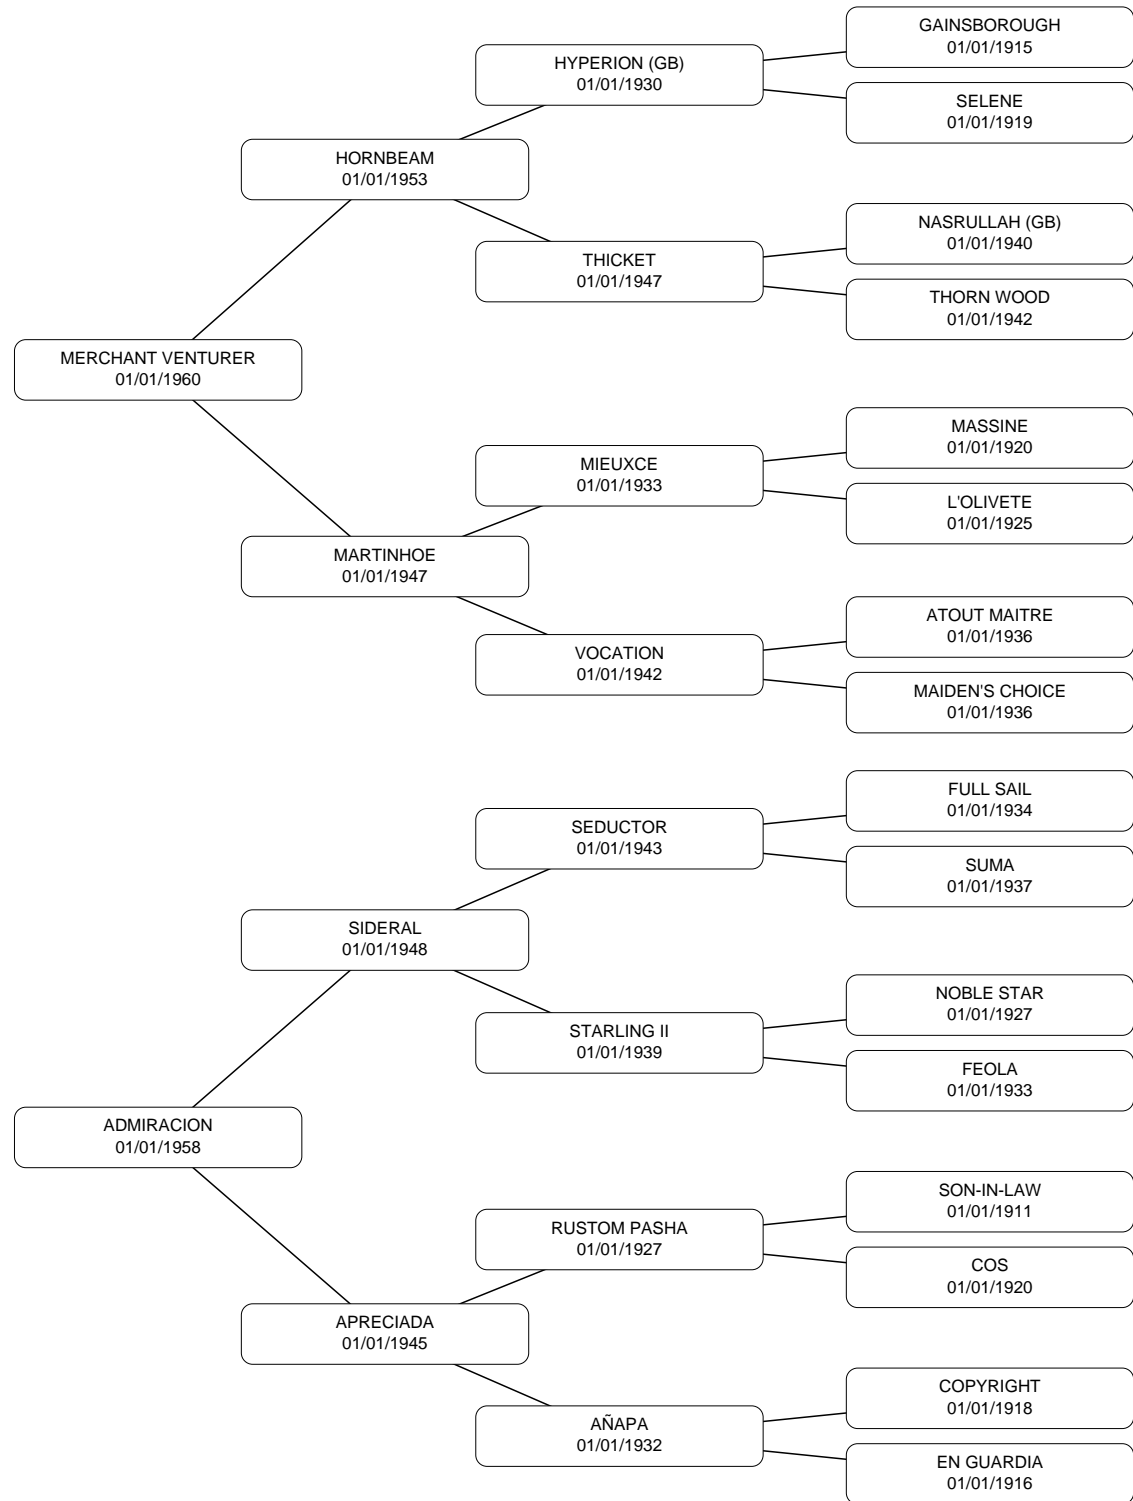 GAINSBOROUGH
01/01/1915
HYPERION (GB)
01/01/1930
SELENE
01/01/1919
HORNBEAM
01/01/1953
NASRULLAH (GB)
01/01/1940
THICKET
01/01/1947
THORN WOOD
01/01/1942
MERCHANT VENTURER
01/01/1960
MASSINE
01/01/1920
MIEUXCE
01/01/1933
L'OLIVETE
01/01/1925
MARTINHOE
01/01/1947
ATOUT MAITRE
01/01/1936
VOCATION
01/01/1942
MAIDEN'S CHOICE
01/01/1936
FULL SAIL
01/01/1934
SEDUCTOR
01/01/1943
SUMA
01/01/1937
SIDERAL
01/01/1948
NOBLE STAR
01/01/1927
STARLING II
01/01/1939
FEOLA
01/01/1933
ADMIRACION
01/01/1958
SON-IN-LAW
01/01/1911
RUSTOM PASHA
01/01/1927
COS
01/01/1920
APRECIADA
01/01/1945
COPYRIGHT
01/01/1918
AÑAPA
01/01/1932
EN GUARDIA
01/01/1916